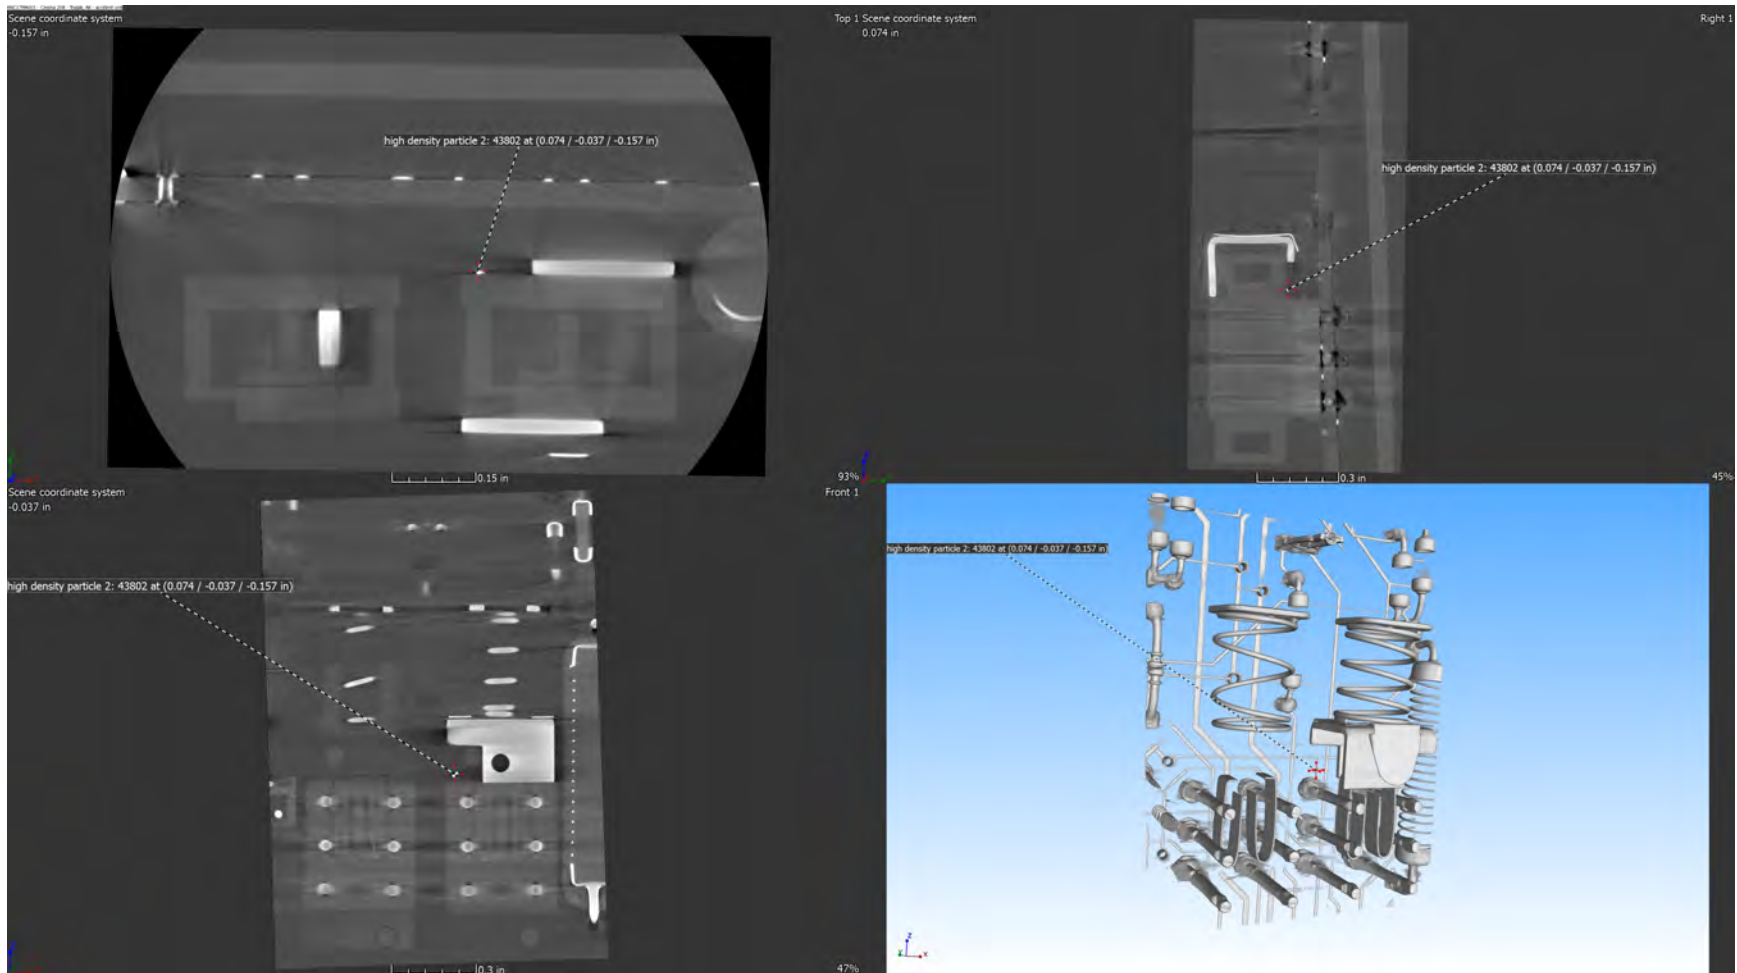 Scene coordinate system
-0.157 in
Top 1
high density particle 2: 43802 at (0.074 / -0.037 / -0.157 in)
0.15 in
93%
Scene coordinate system
0.074 in
Right 1
high density particle 2: 43802 at (0.074 / -0.037 / -0.157 in)
0.3 in
45%
Scene coordinate system
-0.037 in
Front 1
high density particle 2: 43802 at (0.074 / -0.037 / -0.157 in)
0.3 in
47%
high density particle 2: 43802 at (0.074 / -0.037 / -0.157 in)
z
x